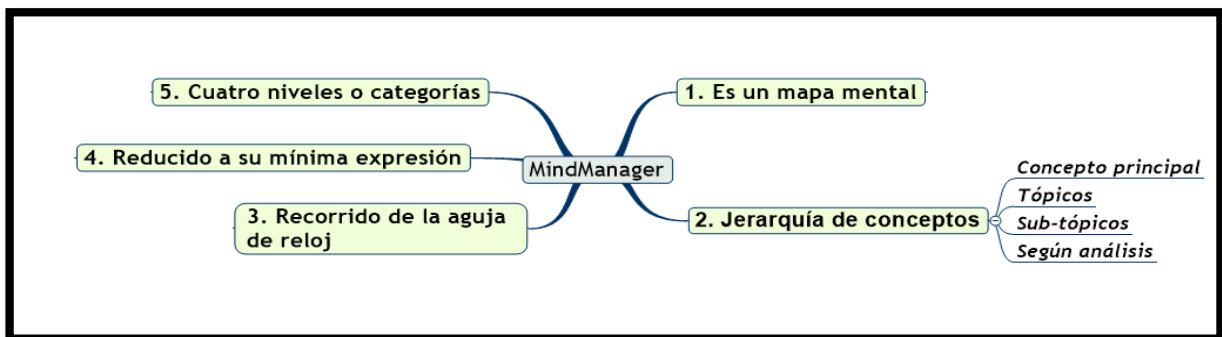 MindManager
1. Es un mapa mental
2. Jerarquía de conceptos
Concepto principal
Tópicos
Sub-tópicos
Según análisis
3. Recorrido de la aguja
de reloj
4. Reducido a su mínima expresión
5. Cuatro niveles o categorías